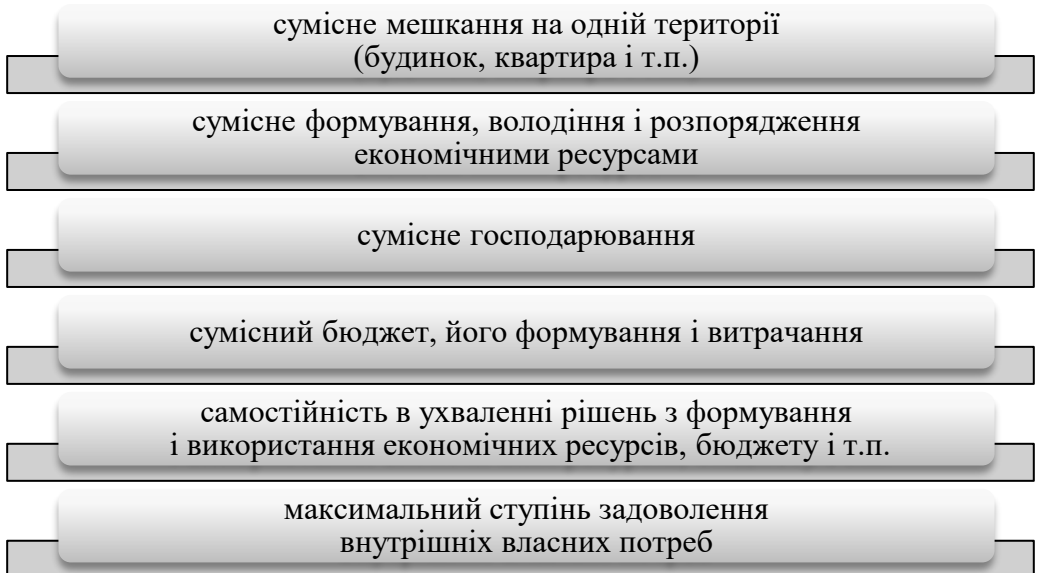 сумісне мешкання на одній території
(будинок, квартира і т.п.)
сумісне формування, володіння і розпорядження
економічними ресурсами
сумісне господарювання
сумісний бюджет, його формування і витрачання
самостійність в ухваленні рішень з формування
і використання економічних ресурсів, бюджету і т.п.
максимальний ступінь задоволення
внутрішніх власних потреб